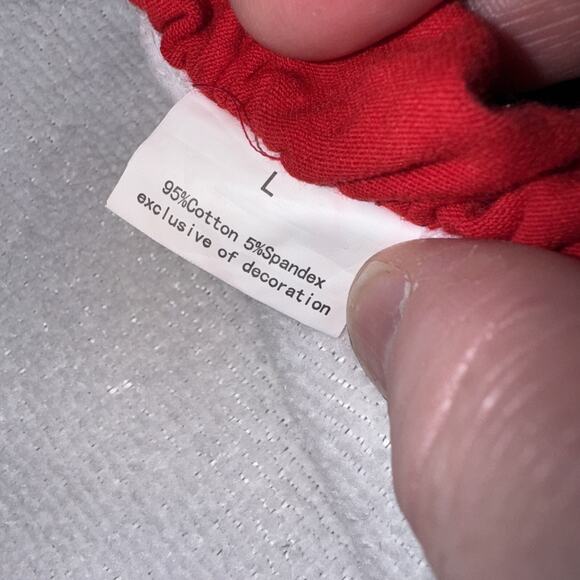 L
95%Cotton 5%Spandex
exclusive of decoration